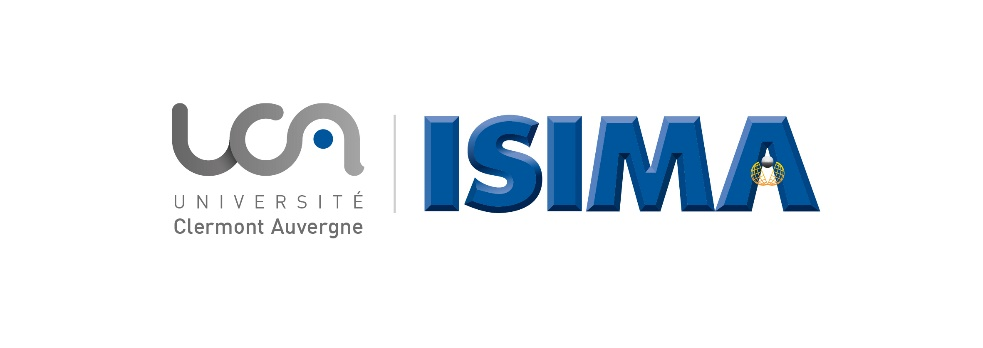 UCA
UNIVERSITÉ
Clermont Auvergne
ISIMA